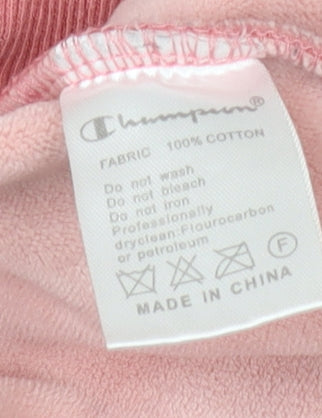 Champion®
FABRIC 100% COTTON
Do not wash
Do not bleach
Do not iron
Professionally
dryclean:Flourocarbon
or petroleum
F
MADE IN CHINA